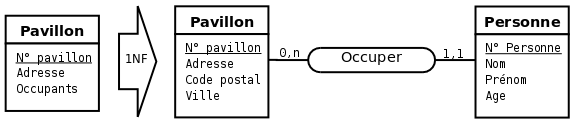 Pavillon
N° pavillon
Adresse
Occupants
1NF
Pavillon
N° pavillon
Adresse
Code postal
Ville
0,n
Occuper
1,1
Personne
N° Personne
Nom
Prénom
Age